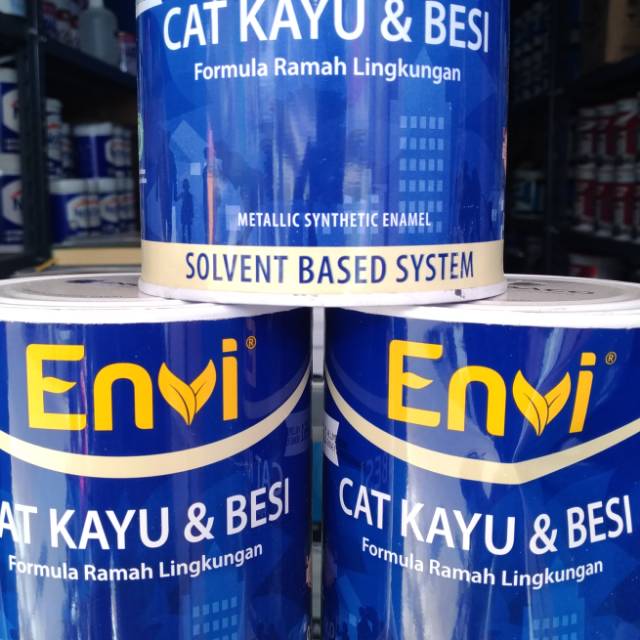 CAT KAYU & BESI
Formula Ramah Lingkungan
METALLIC SYNTHETIC ENAMEL
SOLVENT BASED SYSTEM
Envi®
AT KAYU & BESI
Formula Ramah Lingkungan
Envi®
CAT KAYU & BESI
Formula Ramah Lingkungan